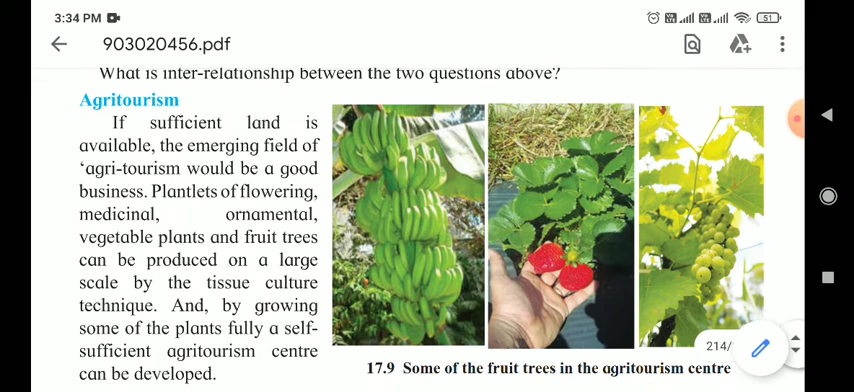 3:34 PM
51
903020456.pdf
What is inter-relationship between the two questions above?
Agritourism
If sufficient land is
available, the emerging field of
‘agri-tourism would be a good
business. Plantlets of flowering,
medicinal, ornamental,
vegetable plants and fruit trees
can be produced on a large
scale by the tissue culture
technique. And, by growing
some of the plants fully a self-
sufficient agritourism centre
can be developed.
17.9 Some of the fruit trees in the agritourism centre
214/